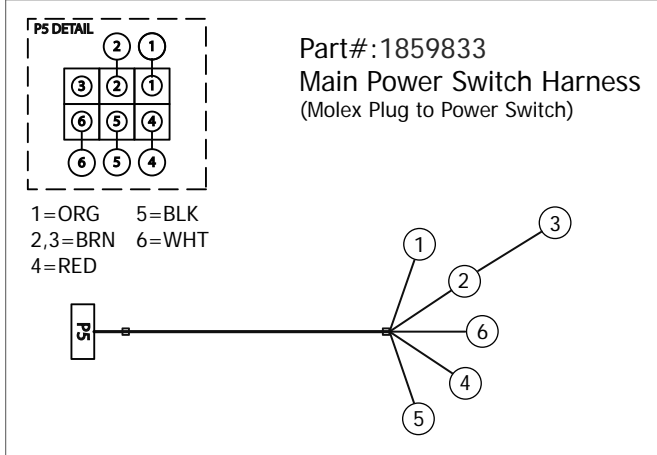 P5 DETAIL
2 1
3 2 1
6 5 4
6 5 4
1=ORG 5=BLK
2,3=BRN 6=WHT
4=RED
Part#:1859833
Main Power Switch Harness
(Molex Plug to Power Switch)
P5
1
2
3
6
4
5